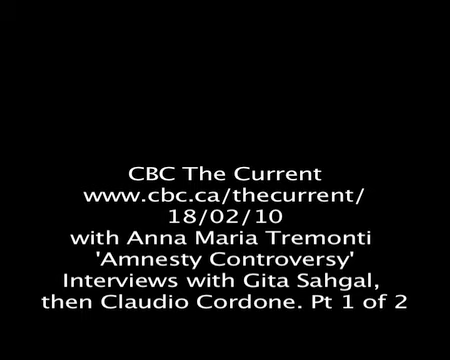 CBC The Current
www.cbc.ca/thecurrent/
18/02/10
with Anna Maria Tremonti
'Amnesty Controversy'
Interviews with Gita Sahgal,
then Claudio Cordone. Pt 1 of 2